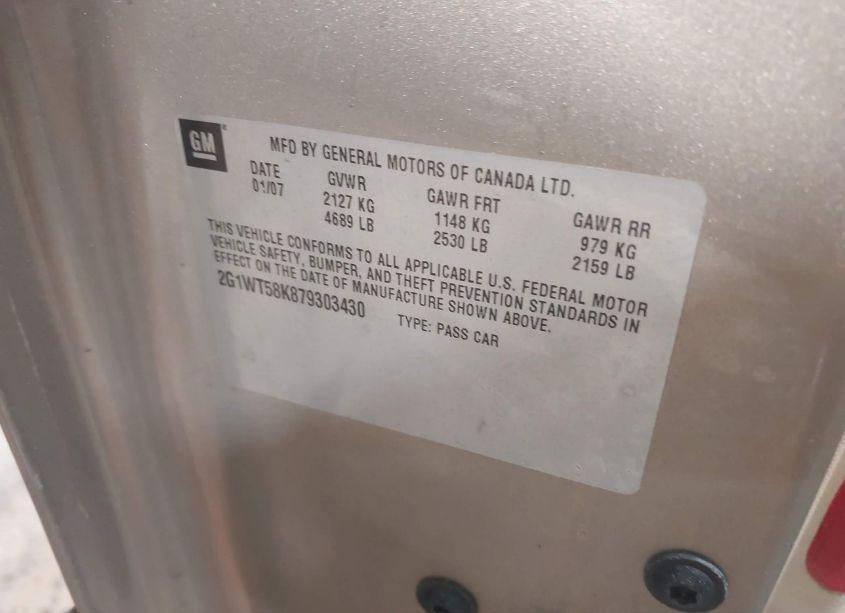 GM
MFD BY GENERAL MOTORS OF CANADA LTD.
DATE GVWR GAWR FRT GAWR RR
01/07 2127 KG 1148 KG 979 KG
4689 LB 2530 LB 2159 LB
THIS VEHICLE CONFORMS TO ALL APPLICABLE U.S. FEDERAL MOTOR
VEHICLE SAFETY, BUMPER, AND THEFT PREVENTION STANDARDS IN
EFFECT ON THE DATE OF MANUFACTURE SHOWN ABOVE.
2G1WT58K879303430 TYPE: PASS CAR